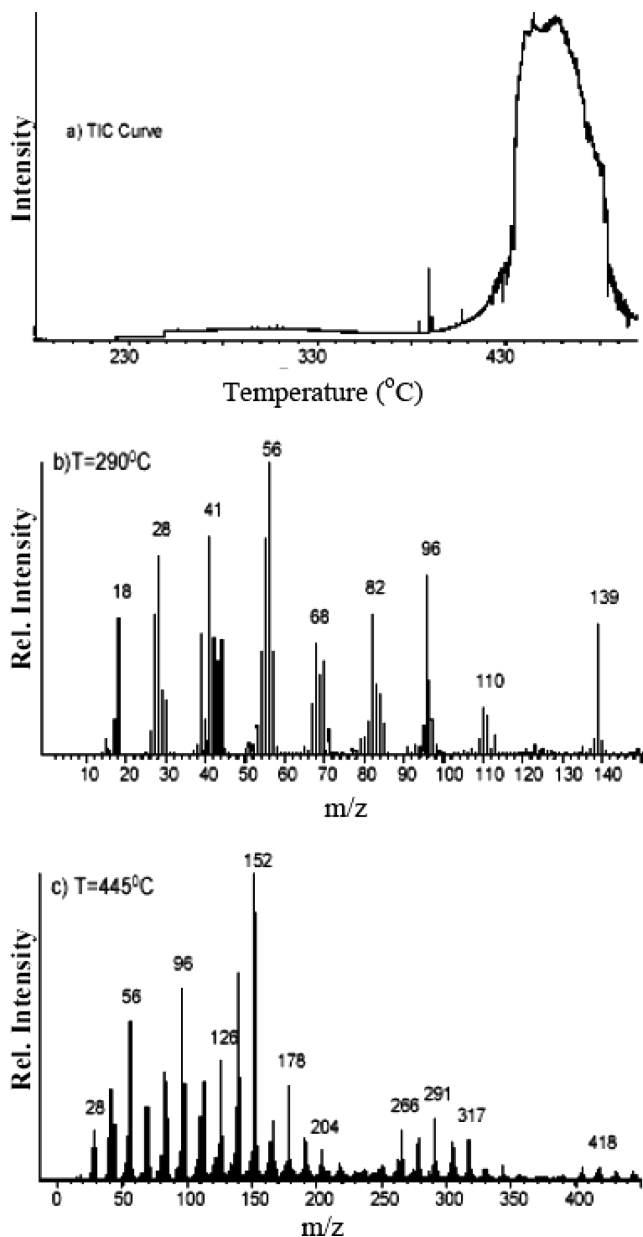 a) TIC Curve
Intensity
230 330 430
Temperature (°C)
b)T=290⁰C
56
28
41
18
96
82
139
68
110
Rel. Intensity
10 20 30 40 50 60 70 80 90 100 110 120 130 140
m/z
c) T=445⁰C
152
96
56
126
178
28
204
266
291
317
418
Rel. Intensity
0 50 100 150 200 250 300 350 400
m/z